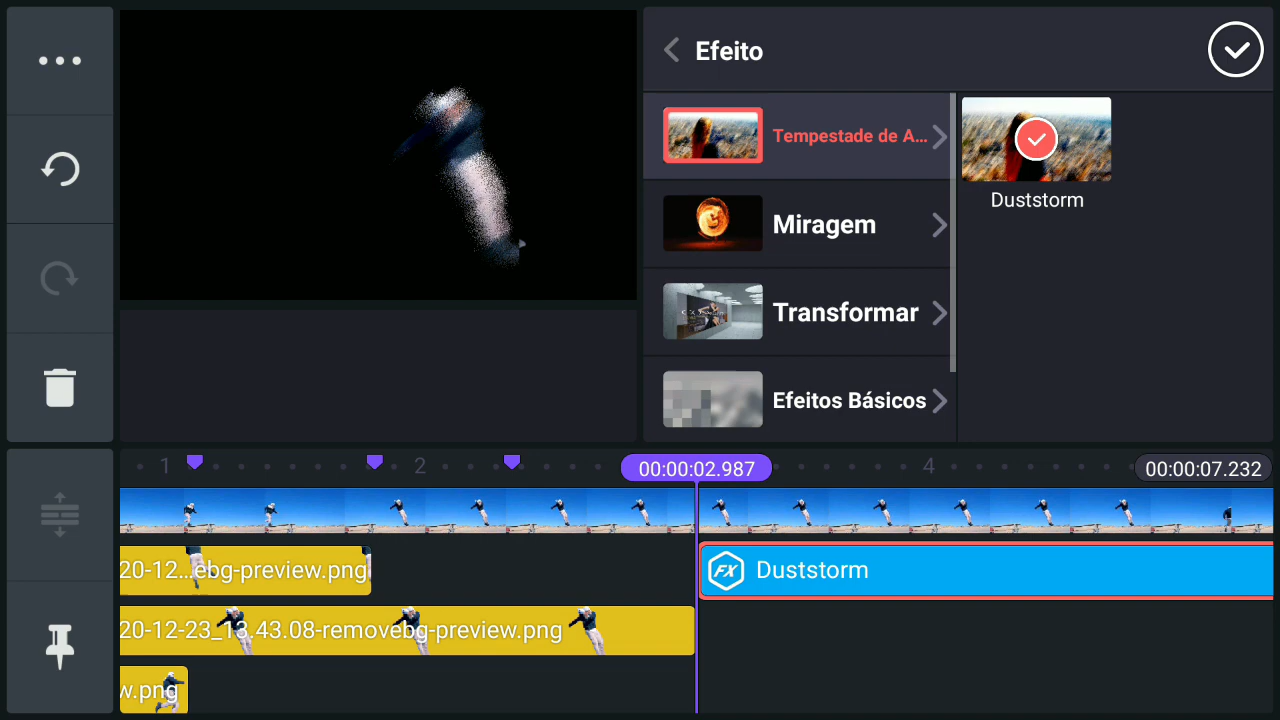 Efeito
Tempestade de A...
Duststorm
Miragem
Transformar
Efeitos Básicos
1
2
00:00:02.987
4
00:00:07.232
20-12...ebg-preview.png
FX Duststorm
20-12-23_13.43.08-removebg-preview.png
w.png